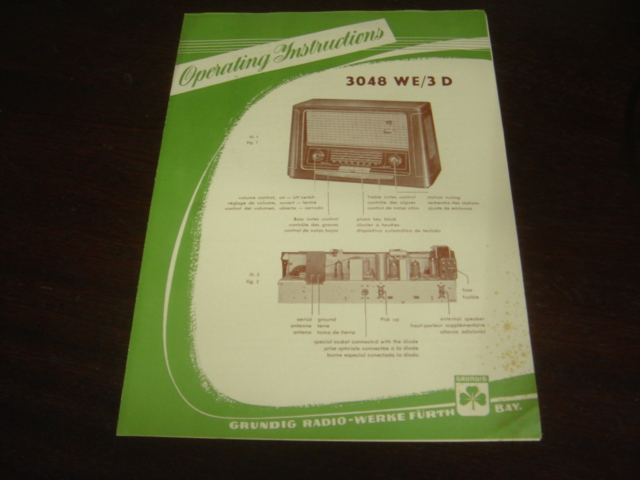 Operating Instructions
3048 WE/3 D
Fig. 1
volume control, on - off switch
réglage de volume, ouvert - fermé
control del volumen, abierto - cerrado
treble notes control
contrôle des aigues
control de notas altas
station tuning
recherche des stations
ajuste de emisoras
Bass notes control
contrôle des graves
control de notas bajas
piano key block
clavier à touches
dispositivo automático de teclado
Fig. 2
fuse
fusible
aerial
antenne
antena
ground
terre
toma de tierra
Pick up
external speaker
haut-parleur supplémentaire
altavoz adicional
special socket connected with the diode
prise spéciale connectée à la diode
borne especial conectada la diodo
GRUNDIG
GRUNDIG RADIO-WERKE FÜRTH BAY.